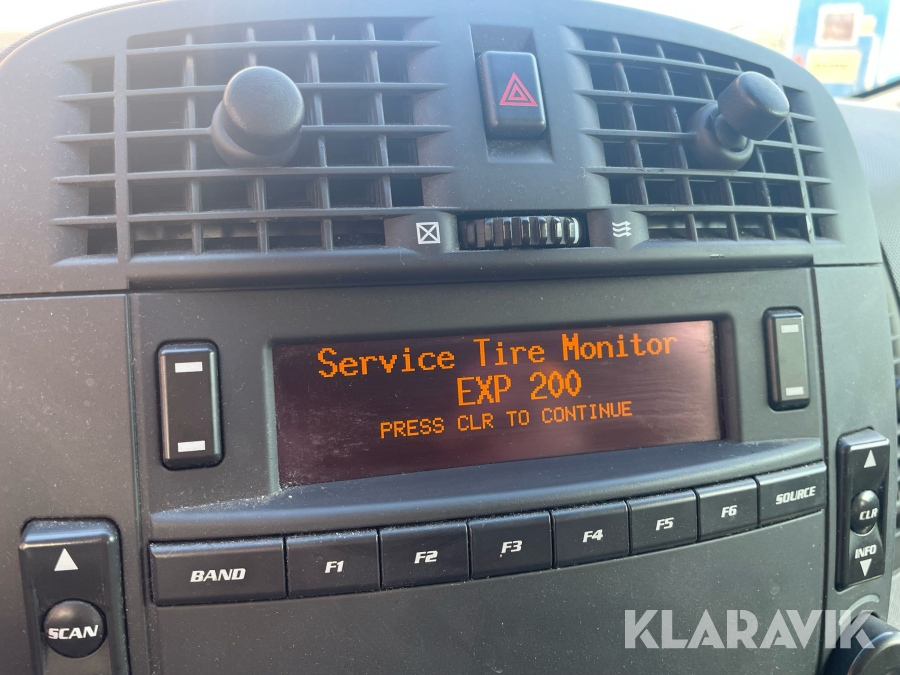 Service Tire Monitor
EXP 200
PRESS CLR TO CONTINUE
BAND F1 F2 F3 F4 F5 F6 SOURCE
CLR
INFO
SCAN
KLARAVIK